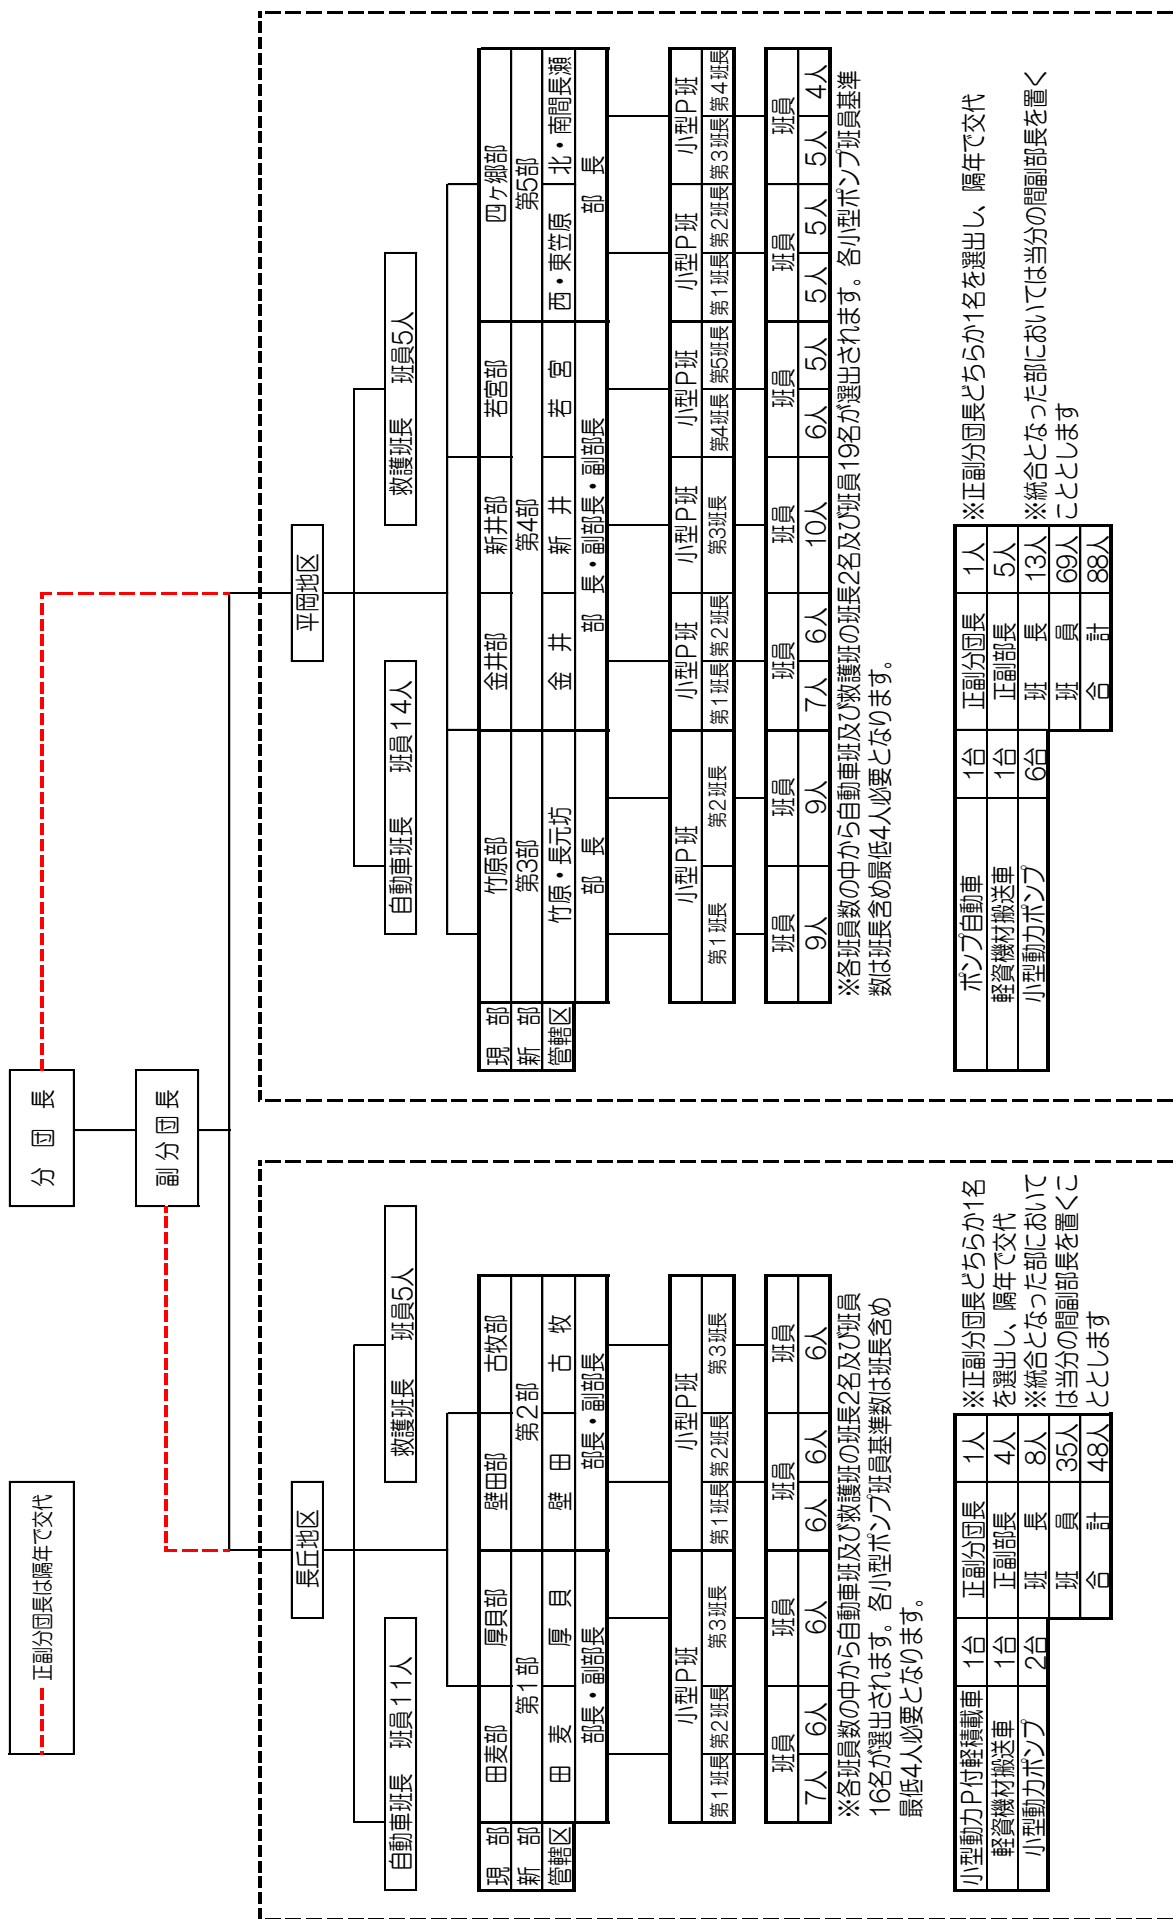 正副分団長は隔年で交代
分 団 長
副 分 団 長
長丘地区
自動車班長 班員11人
救護班長 班員5人
現 部 田麦部 厚貝部 壁田部 古牧部
新 部 第1部 第2部
管轄区 田 麦 厚 貝 壁 田 古 牧
部長・副部長 部長・副部長
小型P班 小型P班
第1班長 第2班長 第3班長 第1班長 第2班長 第3班長
班員 班員 班員 班員
7人 6人 6人 6人 6人 6人
※各班員数の中から自動車班及び救護班の班長2名及び班員
16名が選出されます。各小型ポンプ班員基準数は班長含め
最低4人必要となります。
小型動力P付軽積載車 1台 正副分団長 1人
軽資機材搬送車 1台 正副部長 4人
小型動力ポンプ 2台 班 長 8人
班 員 35人
合 計 48人
※正副分団長どちらか1名
を選出し、隔年で交代
※統合となった部において
は当分の間副部長を置くこ
ととします
平岡地区
自動車班長 班員14人
救護班長 班員5人
現 部 竹原部 金井部 新井部 若宮部 四ケ郷部
新 部 第3部 第4部 第5部
管轄区 竹原・長元坊 金 井 新 井 若 宮 西・東笠原 北・南間長瀬
部 長 部 長・副部長・副部長 部 長
小型P班 小型P班 小型P班 小型P班 小型P班 小型P班
第1班長 第2班長 第1班長 第2班長 第3班長 第4班長 第5班長 第1班長 第2班長 第3班長 第4班長
班員 班員 班員 班員 班員 班員 班員
9人 9人 7人 6人 10人 6人 5人 5人 5人 5人 4人
※各班員数の中から自動車班及び救護班の班長2名及び班員19名が選出されます。各小型ポンプ班員基準
数は班長含め最低4人必要となります。
ポンプ自動車 1台 正副分団長 1人
軽資機材搬送車 1台 正副部長 5人
小型動力ポンプ 6台 班 長 13人
班 員 69人
合 計 88人
※正副分団長どちらか1名を選出し、隔年で交代
※統合となった部においては当分の間副部長を置く
こととします